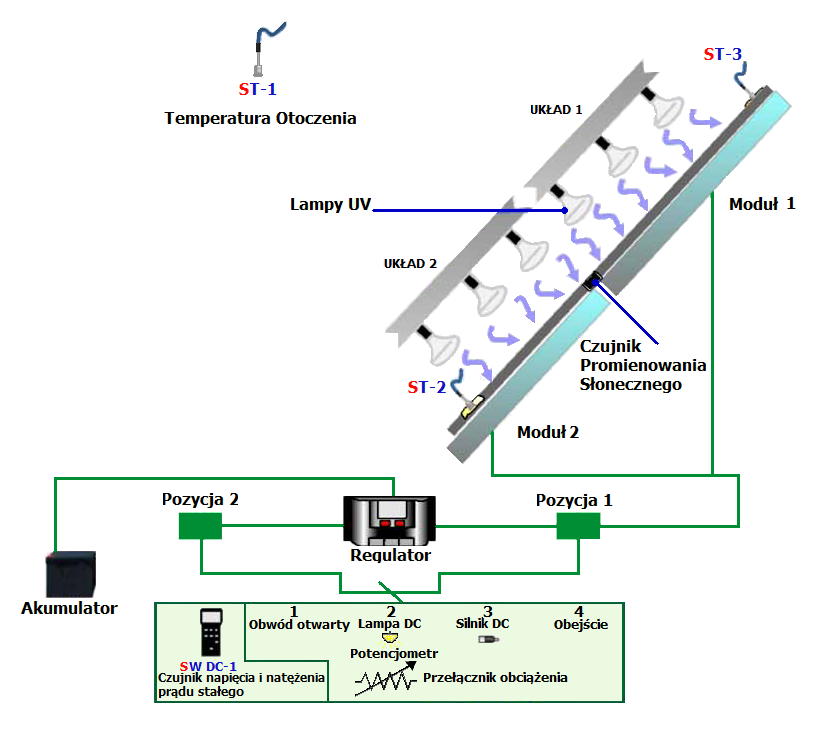 ST-1
Temperatura Otoczenia
ST-3
UKŁAD 1
Lampy UV
Moduł 1
UKŁAD 2
Czujnik
Promienowania
Słonecznego
ST-2
Moduł 2
Pozycja 2
Pozycja 1
Regulator
Akumulator
1
Obwód otwarty
2
Lampa DC
3
Silnik DC
4
Obejście
Potencjometr
SW DC-1
Czujnik napięcia i natężenia
prądu stałego
Przełącznik obciążenia